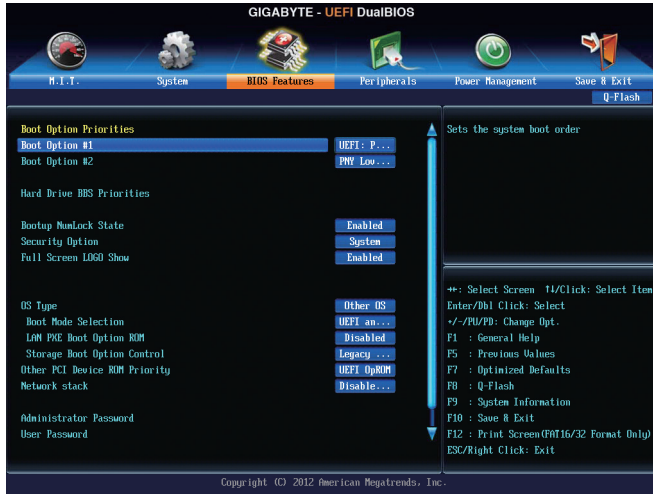 GIGABYTE - UEFI DualBIOS
M.I.T. System BIOS Features Peripherals Power Management Save & Exit
Q-Flash
Boot Option Priorities
Boot Option #1 UEFI: P...
Boot Option #2 PNY Lov...
Hard Drive BBS Priorities
Bootup NumLock State Enabled
Security Option System
Full Screen LOGO Show Enabled
OS Type Other OS
Boot Mode Selection UEFI an...
LAN PXE Boot Option ROM Disabled
Storage Boot Option Control Legacy ...
Other PCI Device ROM Priority UEFI OpROM
Network stack Disable...
Administrator Password
User Password
Sets the system boot order
→←: Select Screen ↑↓/Click: Select Item
Enter/Dbl Click: Select
+/-/PU/PD: Change Opt.
F1 : General Help
F5 : Previous Values
F7 : Optimized Defaults
F8 : Q-Flash
F9 : System Information
F10 : Save & Exit
F12 : Print Screen(FAT16/32 Format Only)
ESC/Right Click: Exit
Copyright (C) 2012 American Megatrends, Inc.